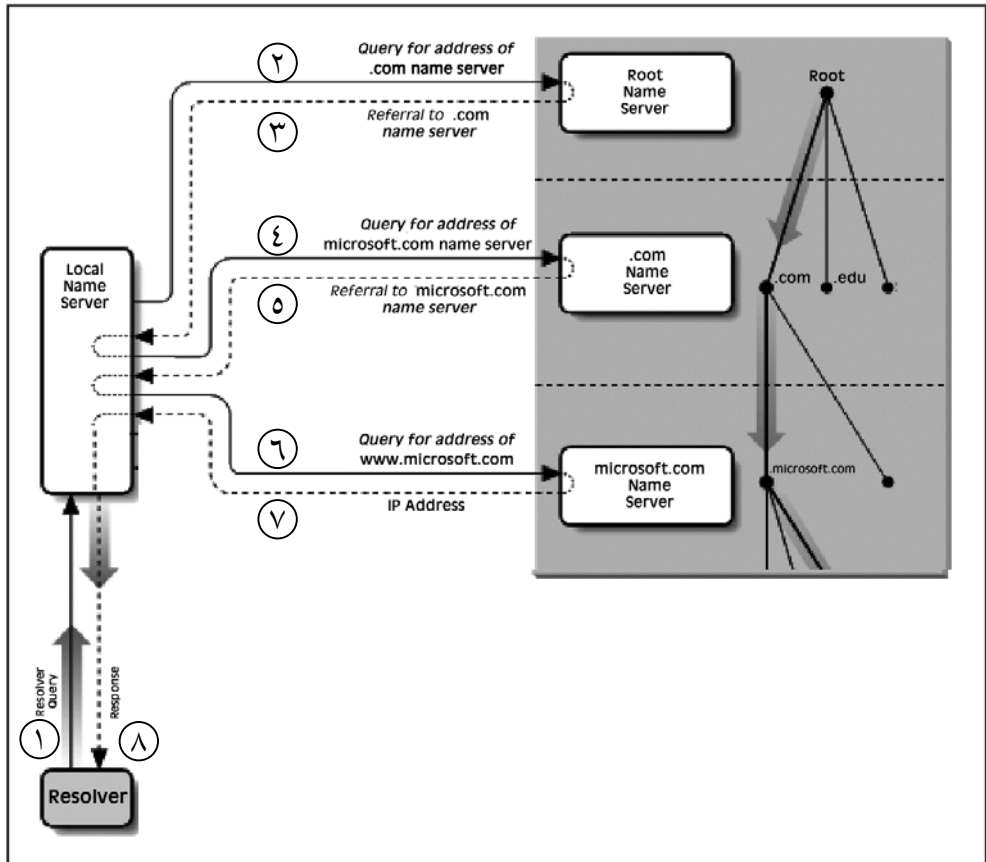 ٢
Query for address of
.com name server
٣
Referral to .com
name server
Root
Name
Server
Root
٤
Query for address of
microsoft.com name server
٥
Referral to microsoft.com
name server
.com
Name
Server
.com
.edu
Local
Name
Server
٦
Query for address of
www.microsoft.com
٧
IP Address
microsoft.com
Name
Server
.microsoft.com
Resolver
Query
Response
١
٨
Resolver